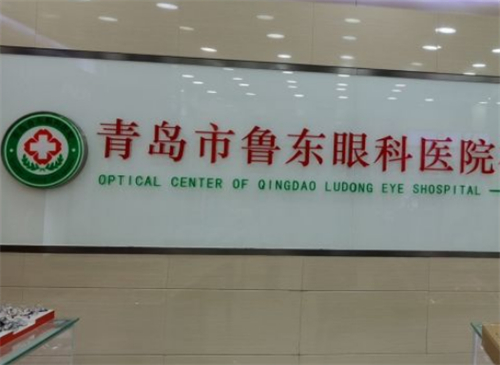 青岛市鲁东眼科医院
OPTICAL CENTER OF QINGDAO LUDONG EYE SHOSPITAL